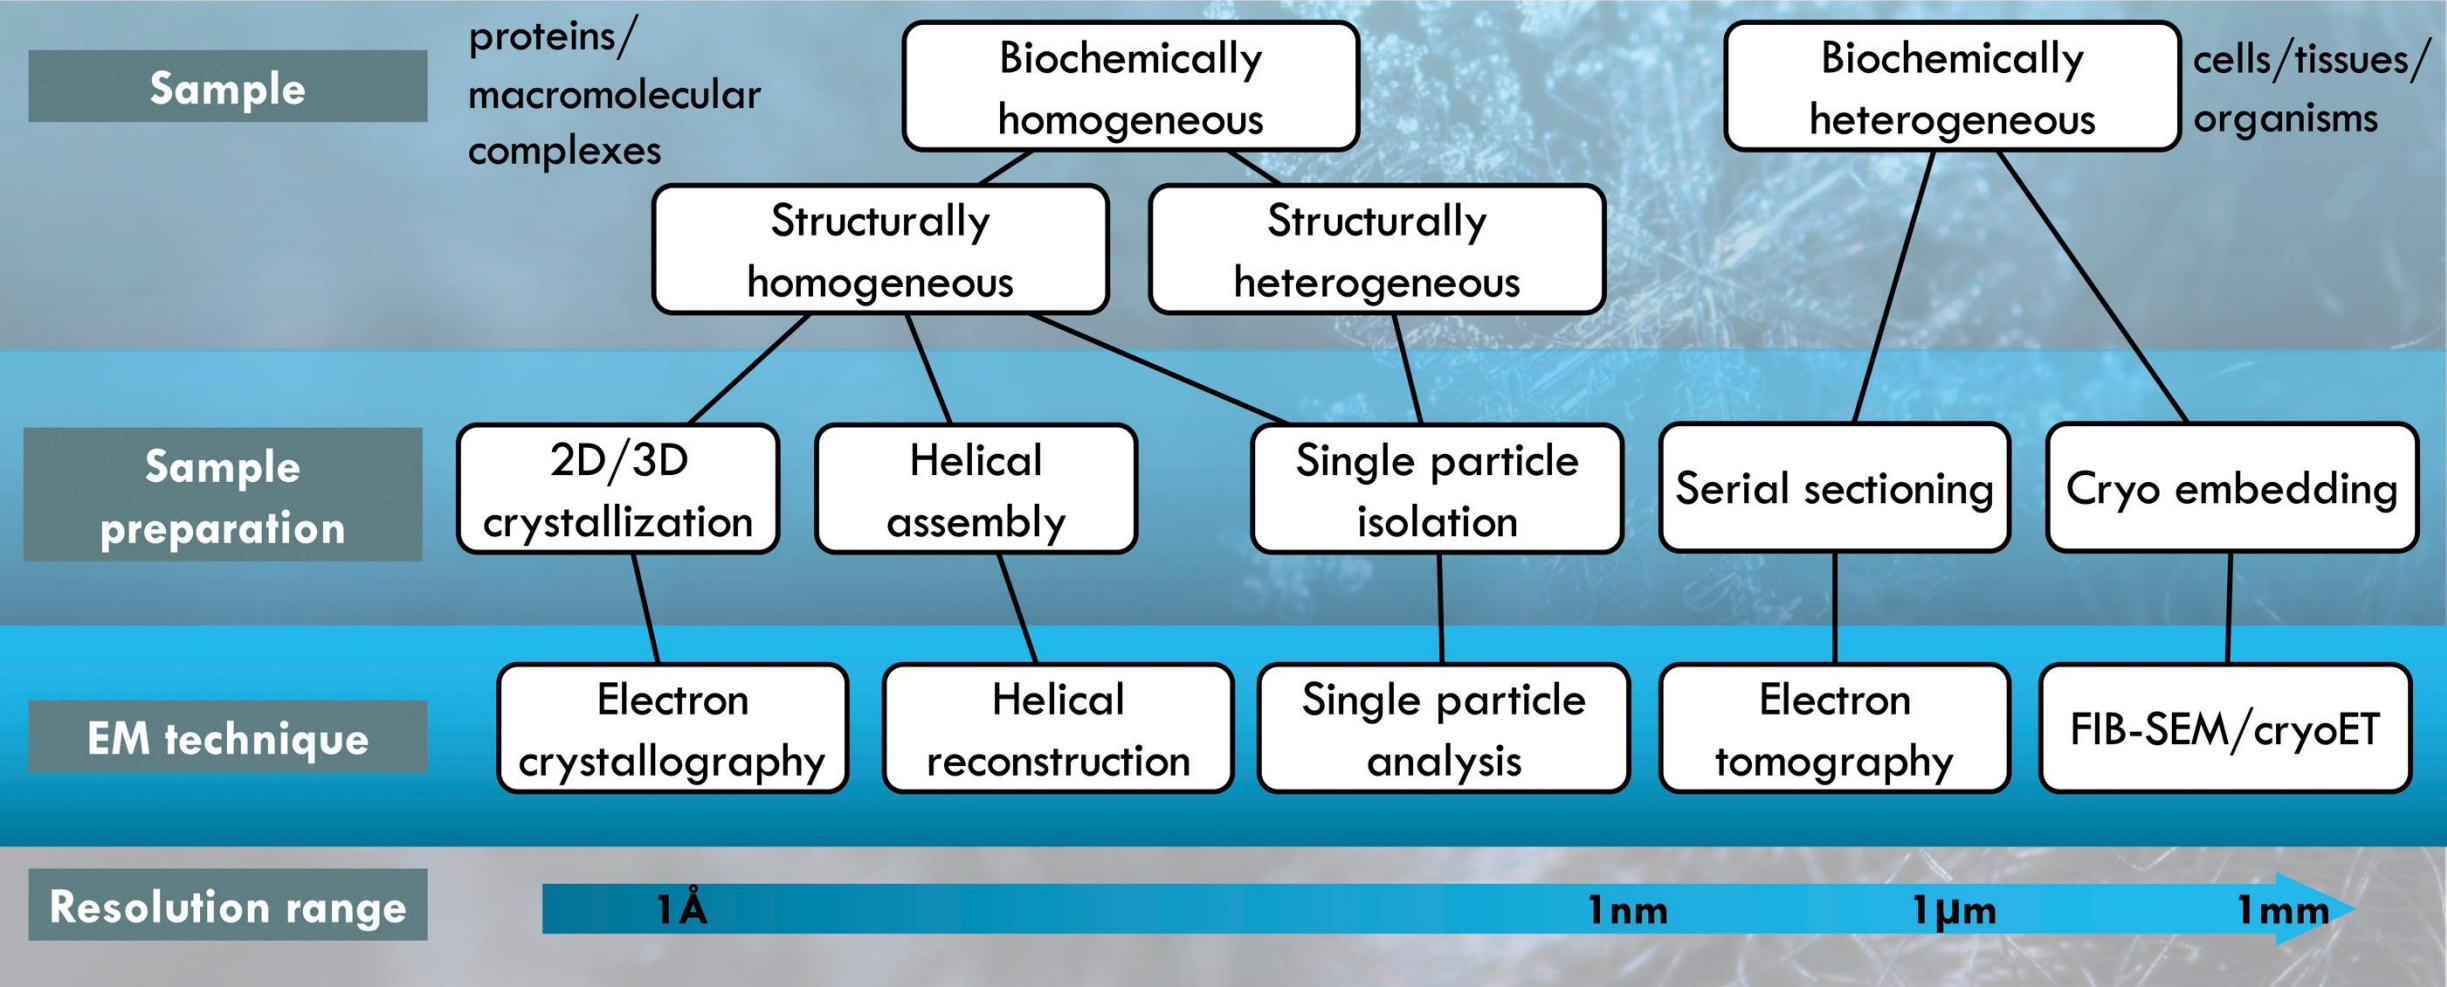 Sample
proteins/
macromolecular
complexes
Biochemically
homogeneous
Biochemically
heterogeneous
cells/tissues/
organisms
Structurally
homogeneous
Structurally
heterogeneous
Sample
preparation
2D/3D
crystallization
Helical
assembly
Single particle
isolation
Serial sectioning
Cryo embedding
EM technique
Electron
crystallography
Helical
reconstruction
Single particle
analysis
Electron
tomography
FIB-SEM/cryoET
Resolution range
1Å
1nm
1µm
1mm